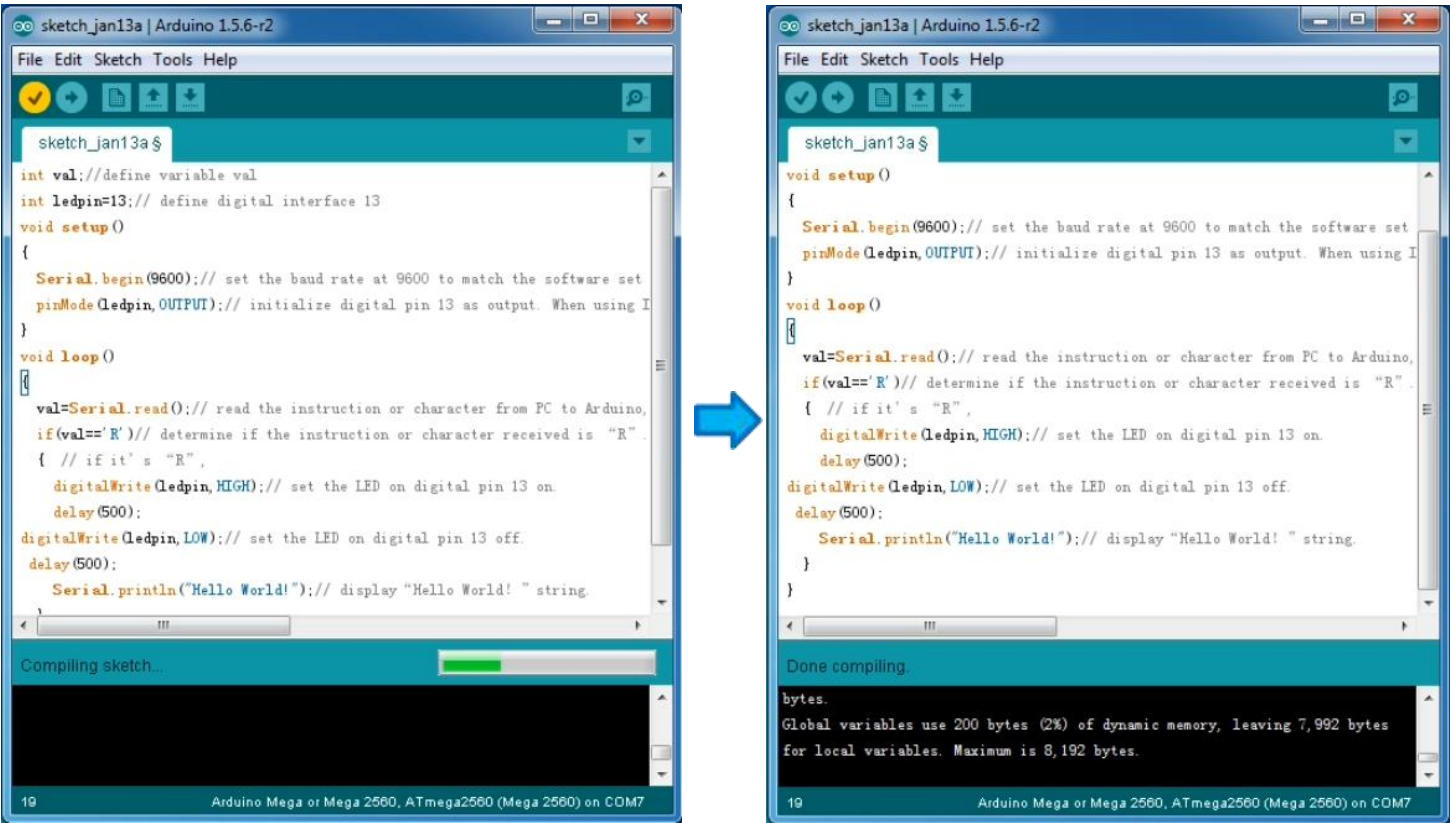 sketch_jan13a | Arduino 1.5.6-r2
File Edit Sketch Tools Help
sketch_jan13a §
int val;//define variable val
int ledpin=13;// define digital interface 13
void setup()
{
Serial.begin(9600);// set the baud rate at 9600 to match the software set
pinMode(ledpin,OUTPUT);// initialize digital pin 13 as output. When using I
}
void loop()
{
val=Serial.read();// read the instruction or character from PC to Arduino,
if(val=='R')// determine if the instruction or character received is “R”.
{ // if it’s “R”,
digitalWrite(ledpin,HIGH);// set the LED on digital pin 13 on.
delay(500);
digitalWrite(ledpin,LOW);// set the LED on digital pin 13 off.
delay(500);
Serial.println("Hello World!");// display “Hello World! ” string.
Compiling sketch...
19
Arduino Mega or Mega 2560, ATmega2560 (Mega 2560) on COM7
sketch_jan13a | Arduino 1.5.6-r2
File Edit Sketch Tools Help
sketch_jan13a §
void setup()
{
Serial.begin(9600);// set the baud rate at 9600 to match the software set
pinMode(ledpin,OUTPUT);// initialize digital pin 13 as output. When using I
}
void loop()
{
val=Serial.read();// read the instruction or character from PC to Arduino,
if(val=='R')// determine if the instruction or character received is “R”.
{ // if it’s “R”,
digitalWrite(ledpin,HIGH);// set the LED on digital pin 13 on.
delay(500);
digitalWrite(ledpin,LOW);// set the LED on digital pin 13 off.
delay(500);
Serial.println("Hello World!");// display “Hello World! ” string.
}
}
Done compiling.
bytes.
Global variables use 200 bytes (2%) of dynamic memory, leaving 7,992 bytes
for local variables. Maximum is 8,192 bytes.
19
Arduino Mega or Mega 2560, ATmega2560 (Mega 2560) on COM7